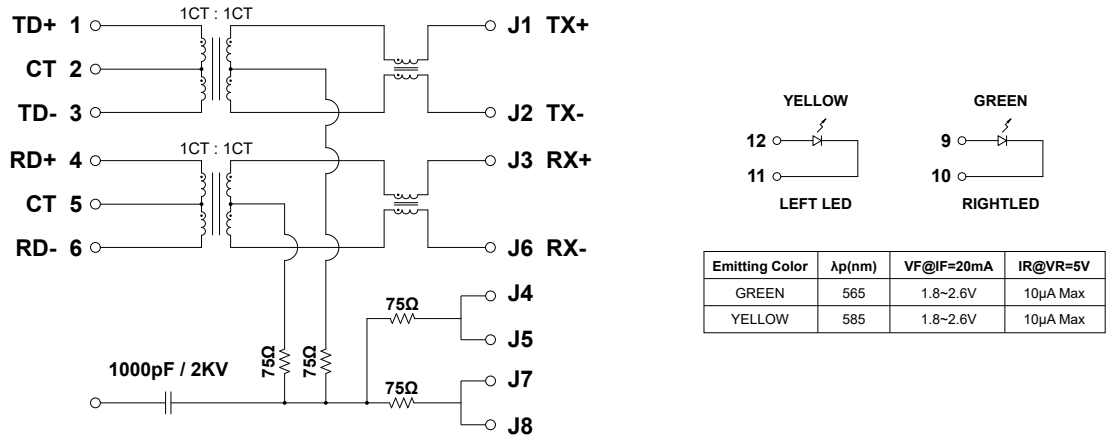 1CT : 1CT
TD+ 1
CT 2
TD- 3
J1 TX+
J2 TX-
1CT : 1CT
RD+ 4
CT 5
RD- 6
J3 RX+
J6 RX-
75Ω
J4
J5
75Ω
75Ω
1000pF / 2KV
75Ω
J7
J8
YELLOW
12
11
LEFT LED
GREEN
9
10
RIGHTLED
Emitting Color λp(nm) VF@IF=20mA IR@VR=5V
GREEN 565 1.8~2.6V 10μA Max
YELLOW 585 1.8~2.6V 10μA Max